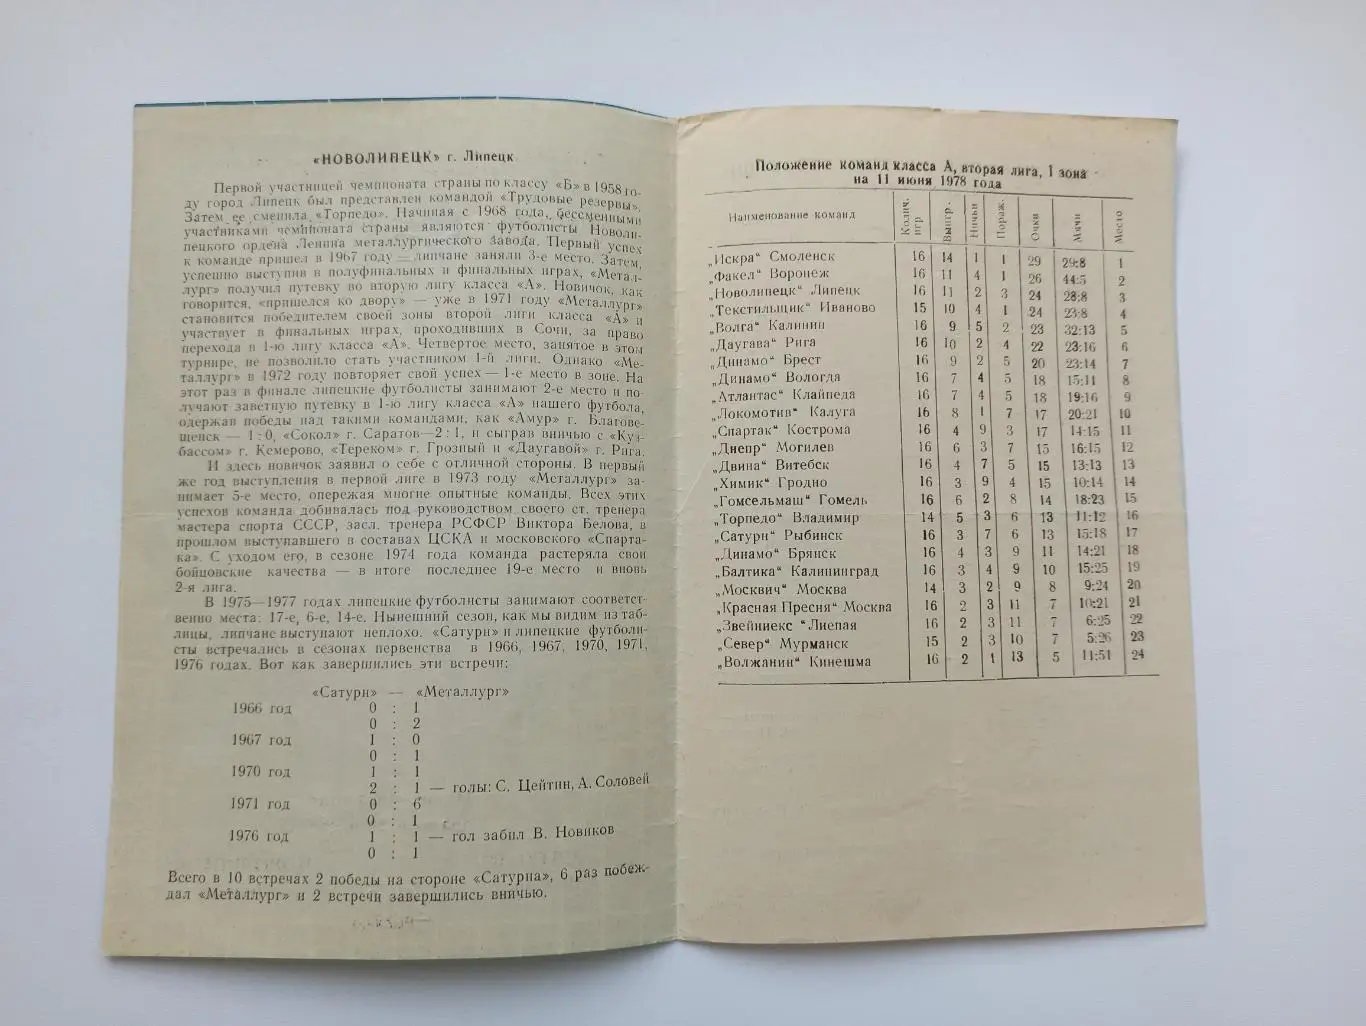 «НОВОЛИПЕЦК» г. Липецк
Первой участницей чемпионата страны по классу «Б» в 1958 го-
ду город Липецк был представлен командой «Трудовые резервы».
Затем ее сменила «Торпедо». Начиная с 1968 года, бессменными
участниками чемпионата страны являются футболисты Новоли-
пецкого ордена Ленина металлургического завода. Первый успех
к команде пришел в 1967 году — липчане заняли 3-е место. Затем,
успешно выступив в полуфинальных и финальных играх, «Метал-
лург» получил путевку во вторую лигу класса «А». Новичок, как
говорится, «пришелся ко двору» — уже в 1971 году «Металлург»
становится победителем своей зоны второй лиги класса «А» и
участвует в финальных играх, проходивших в Сочи, за право
перехода в 1-ю лигу класса «А». Четвертое место, занятое в этом
турнире, не позволило стать участником 1-й лиги. Однако «Ме-
таллург» в 1972 году повторяет свой успех — 1-е место в зоне. На
этот раз в финале липецкие футболисты занимают 2-е место и по-
лучают заветную путевку в 1-ю лигу класса «А» нашего футбола,
одержав победы над такими командами, как «Амур» г. Благове-
щенск — 1:0, «Сокол» г. Саратов—2:1, и сыграв вничью с «Куз-
бассом» г. Кемерово, «Тереком» г. Грозный и «Даугавой» г. Рига.
И здесь новичок заявил о себе с отличной стороны. В первый
же год выступления в первой лиге в 1973 году «Металлург» за-
нимает 5-е место, опережая многие опытные команды. Всех этих
успехов команда добивалась под руководством своего ст. тренера
мастера спорта СССР, засл. тренера РСФСР Виктора Белова, в
прошлом выступавшего в составах ЦСКА и московского «Спарта-
ка». С уходом его, в сезоне 1974 года команда растеряла свои
бойцовские качества — в итоге последнее 19-е место и вновь
2-я лига.
В 1975—1977 годах липецкие футболисты занимают соответст-
венно места: 17-е, 6-е, 14-е. Нынешний сезон, как мы видим из таб-
лицы, липчане выступают неплохо. «Сатурн» и липецкие футболи-
сты встречались в сезонах первенства в 1966, 1967, 1970, 1971,
1976 годах. Вот как завершились эти встречи:
«Сатурн» — «Металлург»
1966 год 0 : 1
0 : 2
1967 год 1 : 0
0 : 1
1970 год 1 : 1
2 : 1 — голы: С. Цейтин, А. Соловей
1971 год 0 : 6
0 : 1
1976 год 1 : 1 — гол забил В. Новиков
0 : 1
Всего в 10 встречах 2 победы на стороне «Сатурна», 6 раз побеж-
дал «Металлург» и 2 встречи завершились вничью.
Положение команд класса А, вторая лига, 1 зона
на 11 июня 1978 года
Наименование команд Колич. игр Выигр. Ничьи Пораж. Очки Мячи Место
„Искра“ Смоленск 16 14 1 1 29 29:8 1
„Факел“ Воронеж 16 11 4 1 26 44:5 2
„Новолипецк“ Липецк 16 11 2 3 24 28:8 3
„Текстильщик“ Иваново 15 10 4 1 24 23:8 4
„Волга“ Калинин 16 9 5 2 23 32:13 5
„Даугава“ Рига 16 10 2 4 22 23:16 6
„Динамо“ Брест 16 9 2 5 20 23:14 7
„Динамо“ Вологда 16 7 4 5 18 15:11 8
„Атлантас“ Клайпеда 16 7 4 5 18 19:16 9
„Локомотив“ Калуга 16 8 1 7 17 20:21 10
„Спартак“ Кострома 16 4 9 3 17 14:15 11
„Днепр“ Могилев 16 6 3 7 15 16:15 12
„Двина“ Витебск 16 4 7 5 15 13:13 13
„Химик“ Гродно 16 3 9 4 15 10:14 14
„Гомсельмаш“ Гомель 16 6 2 8 14 18:23 15
„Торпедо“ Владимир 14 5 3 6 13 11:12 16
„Сатурн“ Рыбинск 16 3 7 6 13 15:18 17
„Динамо“ Брянск 16 4 3 9 11 14:21 18
„Балтика“ Калининград 16 3 4 9 10 15:25 19
„Москвич“ Москва 14 3 2 9 8 9:24 20
„Красная Пресня“ Москва 16 2 3 11 7 10:21 21
„Звейниекс “Лиепая 16 2 3 11 7 6:25 22
„Север“ Мурманск 15 2 3 10 7 5:26 23
„Волжанин“ Кинешма 16 2 1 13 5 11:51 24